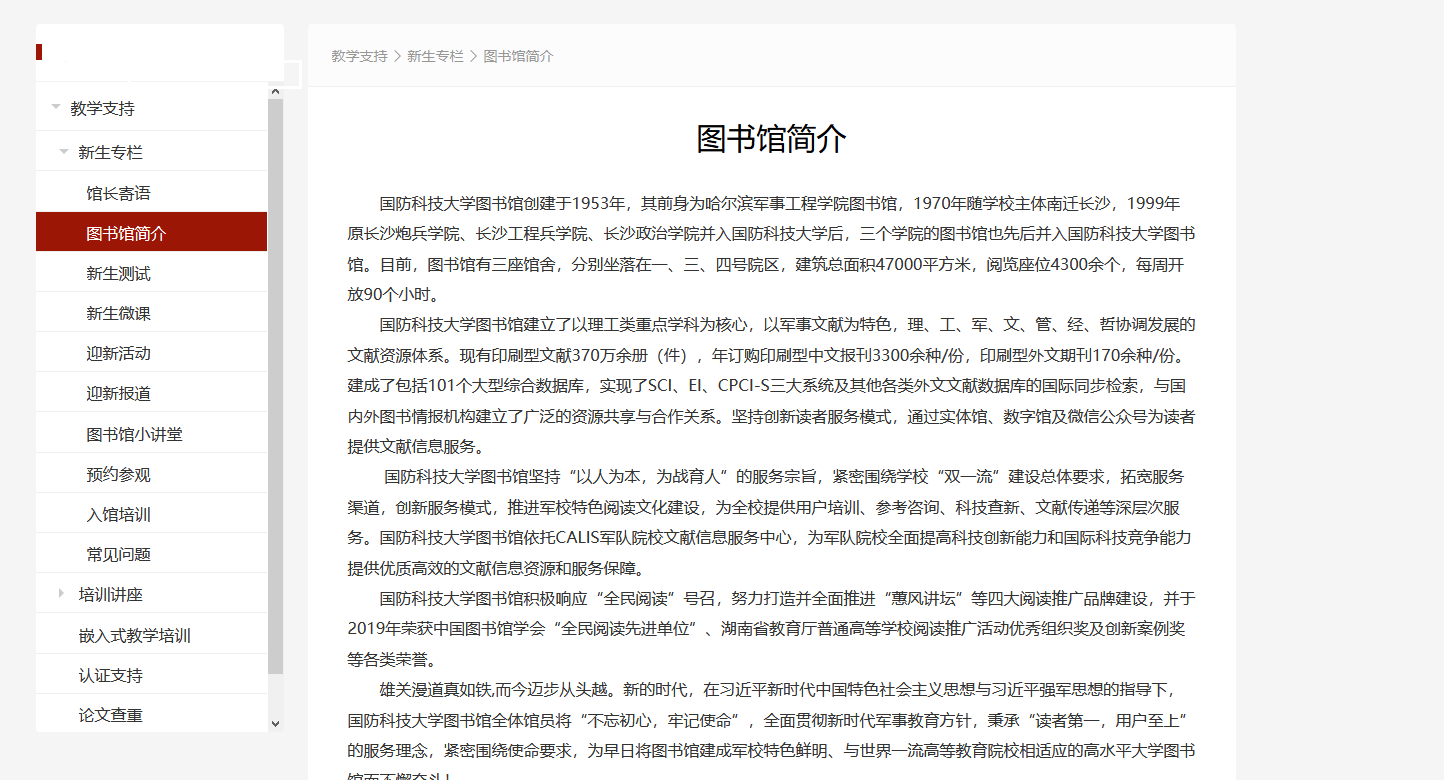 教学支持 > 新生专栏 > 图书馆简介
教学支持
新生专栏
馆长寄语
图书馆简介
新生测试
新生微课
迎新活动
迎新报道
图书馆小讲堂
预约参观
入馆培训
常见问题
培训讲座
嵌入式教学培训
认证支持
论文查重
图书馆简介
国防科技大学图书馆创建于1953年，其前身为哈尔滨军事工程学院图书馆，1970年随学校主体南迁长沙，1999年
原长沙炮兵学院、长沙工程兵学院、长沙政治学院并入国防科技大学后，三个学院的图书馆也先后并入国防科技大学图书
馆。目前，图书馆有三座馆舍，分别坐落在一、三、四号院区，建筑总面积47000平方米，阅览座位4300余个，每周开
放90个小时。
国防科技大学图书馆建立了以理工类重点学科为核心，以军事文献为特色，理、工、军、文、管、经、哲协调发展的
文献资源体系。现有印刷型文献370万余册（件），年订购印刷型中文报刊3300余种/份，印刷型外文期刊170余种/份。
建成了包括101个大型综合数据库，实现了SCI、EI、CPCI-S三大系统及其他各类外文文献数据库的国际同步检索，与国
内外图书情报机构建立了广泛的资源共享与合作关系。坚持创新读者服务模式，通过实体馆、数字馆及微信公众号为读者
提供文献信息服务。
国防科技大学图书馆坚持“以人为本，为战育人”的服务宗旨，紧密围绕学校“双一流”建设总体要求，拓宽服务
渠道，创新服务模式，推进军校特色阅读文化建设，为全校提供用户培训、参考咨询、科技查新、文献传递等深层次服
务。国防科技大学图书馆依托CALIS军队院校文献信息服务中心，为军队院校全面提高科技创新能力和国际科技竞争能力
提供优质高效的文献信息资源和服务保障。
国防科技大学图书馆积极响应“全民阅读”号召，努力打造并全面推进“蕙风讲坛”等四大阅读推广品牌建设，并于
2019年荣获中国图书馆学会“全民阅读先进单位”、湖南省教育厅普通高等学校阅读推广活动优秀组织奖及创新案例奖
等各类荣誉。
雄关漫道真如铁,而今迈步从头越。新的时代，在习近平新时代中国特色社会主义思想与习近平强军思想的指导下，
国防科技大学图书馆全体馆员将“不忘初心，牢记使命”，全面贯彻新时代军事教育方针，秉承“读者第一，用户至上”
的服务理念，紧密围绕使命要求，为早日将图书馆建成军校特色鲜明、与世界一流高等教育院校相适应的高水平大学图书
馆而不懈奋斗！